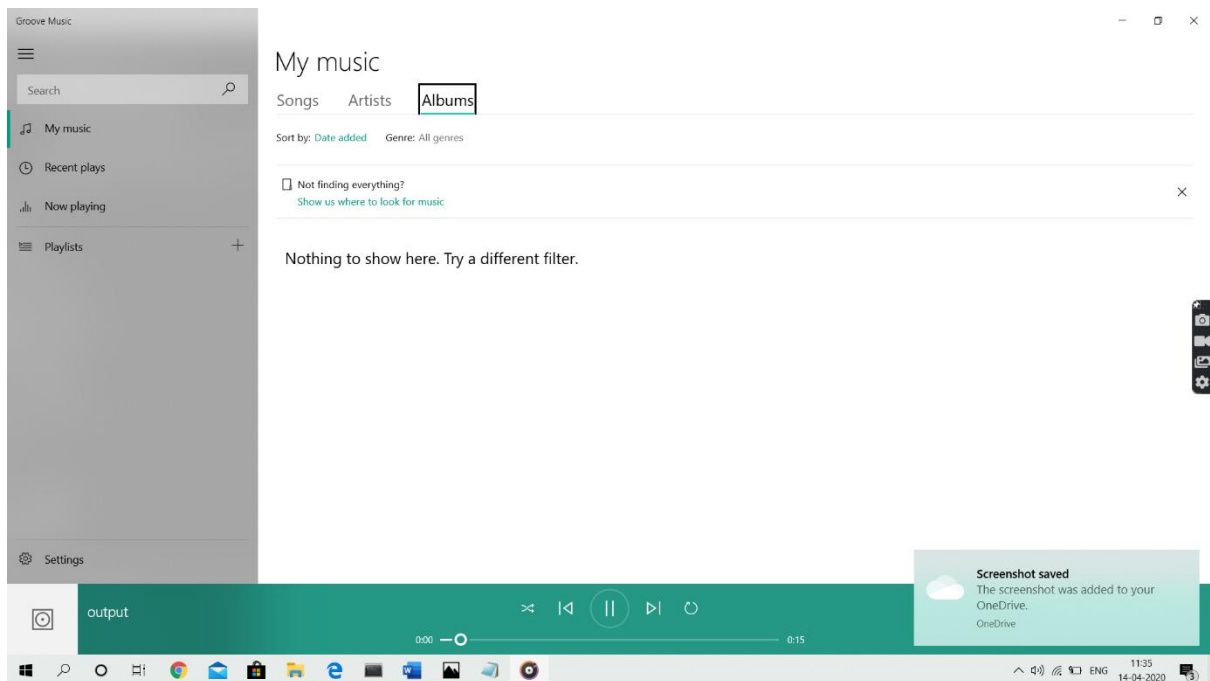 Groove Music
Search
My music
Recent plays
Now playing
Playlists
Settings
My music
Songs Artists Albums
Sort by: Date added Genre: All genres
Not finding everything?
Show us where to look for music
Nothing to show here. Try a different filter.
Screenshot saved
The screenshot was added to your
OneDrive.
OneDrive
output
0:00 0:15
ENG 11:35
14-04-2020
3